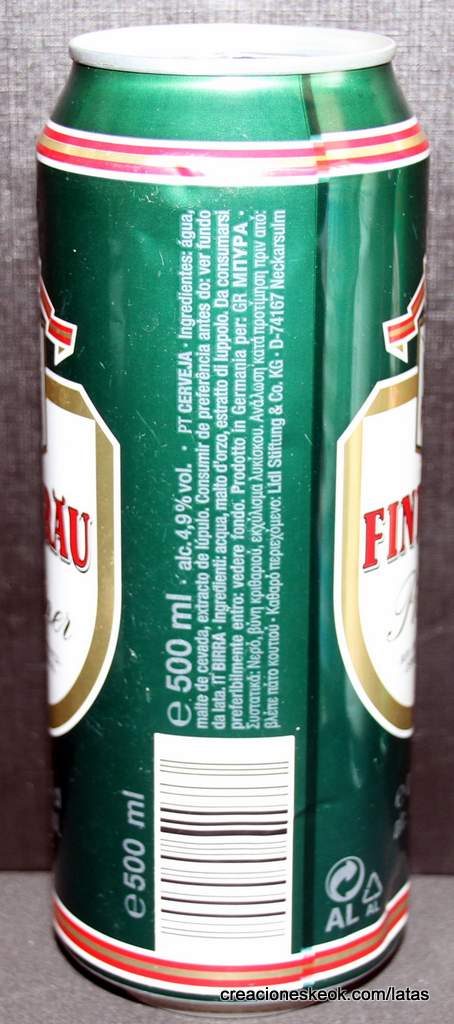 e 500 ml · alc. 4,9% vol. · PT CERVEJA · Ingredientes: água,
malte de cevada, extracto de lúpulo. Consumir de preferência antes do: ver fundo
da lata. IT BIRRA · Ingredienti: acqua, malto d'orzo, estratto di luppolo. Da consumarsi
preferibilmente entro: vedere fondo. Prodotto in Germania per: GR ΜΠΥΡΑ ·
Συστατικά: Νερό, βύνη κριθαριού, εκχύλισμα λυκίσκου. Ανάλωση κατά προτίμηση πριν από:
βλέπε πάτο κουτιού · Καθαρό περιεχόμενο: Lidl Stiftung & Co. KG · D-74167 Neckarsulm
e 500 ml
RÄU
ner
FIN
P
AL
AL
creacioneskeok.com/latas